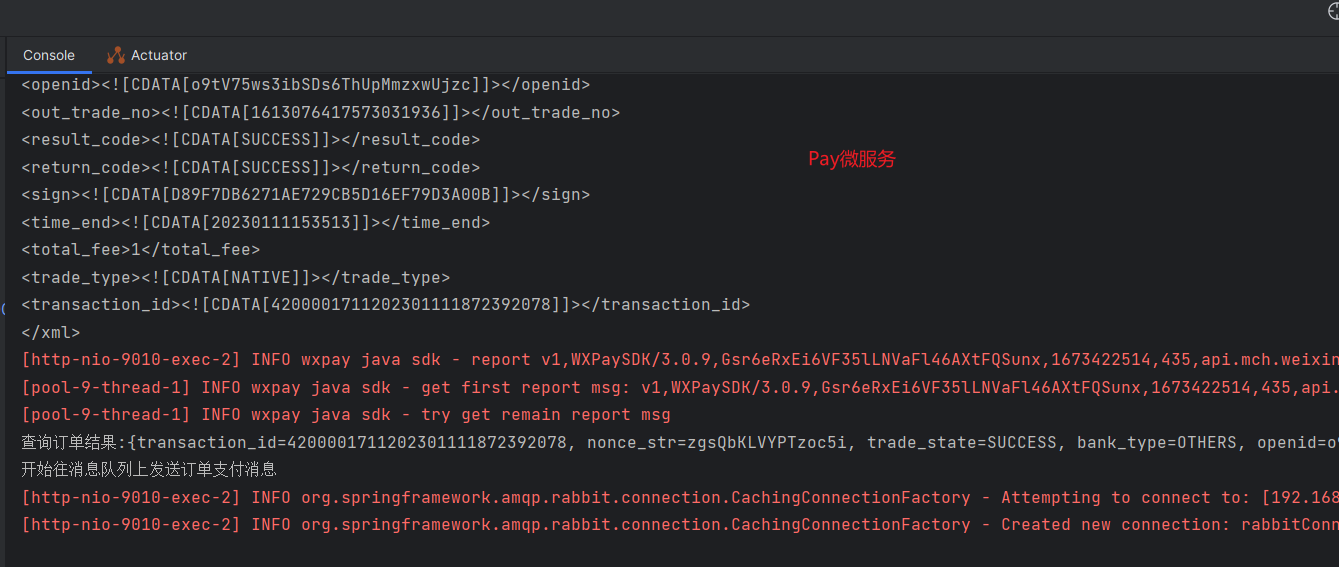 Console
Actuator
<openid><![CDATA[o9tV75ws3ibSDs6ThUpMmzxwUjzc]]></openid>
<out_trade_no><![CDATA[1613076417573031936]]></out_trade_no>
<result_code><![CDATA[SUCCESS]]></result_code>
<return_code><![CDATA[SUCCESS]]></return_code>
Pay微服务
<sign><![CDATA[D89F7DB6271AE729CB5D16EF79D3A00B]]></sign>
<time_end><![CDATA[20230111153513]]></time_end>
<total_fee>1</total_fee>
<trade_type><![CDATA[NATIVE]]></trade_type>
<transaction_id><![CDATA[4200001711202301111872392078]]></transaction_id>
</xml>
[http-nio-9010-exec-2] INFO wxpay java sdk - report v1,WXPaySDK/3.0.9,Gsr6eRxEi6VF35lLNVaFl46AXtFQSunx,1673422514,435,api.mch.weixin
[pool-9-thread-1] INFO wxpay java sdk - get first report msg: v1,WXPaySDK/3.0.9,Gsr6eRxEi6VF35lLNVaFl46AXtFQSunx,1673422514,435,api.
[pool-9-thread-1] INFO wxpay java sdk - try get remain report msg
查询订单结果:{transaction_id=4200001711202301111872392078, nonce_str=zgsQbKLVYPTzoc5i, trade_state=SUCCESS, bank_type=OTHERS, openid=o9
开始往消息队列上发送订单支付消息
[http-nio-9010-exec-2] INFO org.springframework.amqp.rabbit.connection.CachingConnectionFactory - Attempting to connect to: [192.168
[http-nio-9010-exec-2] INFO org.springframework.amqp.rabbit.connection.CachingConnectionFactory - Created new connection: rabbitConn